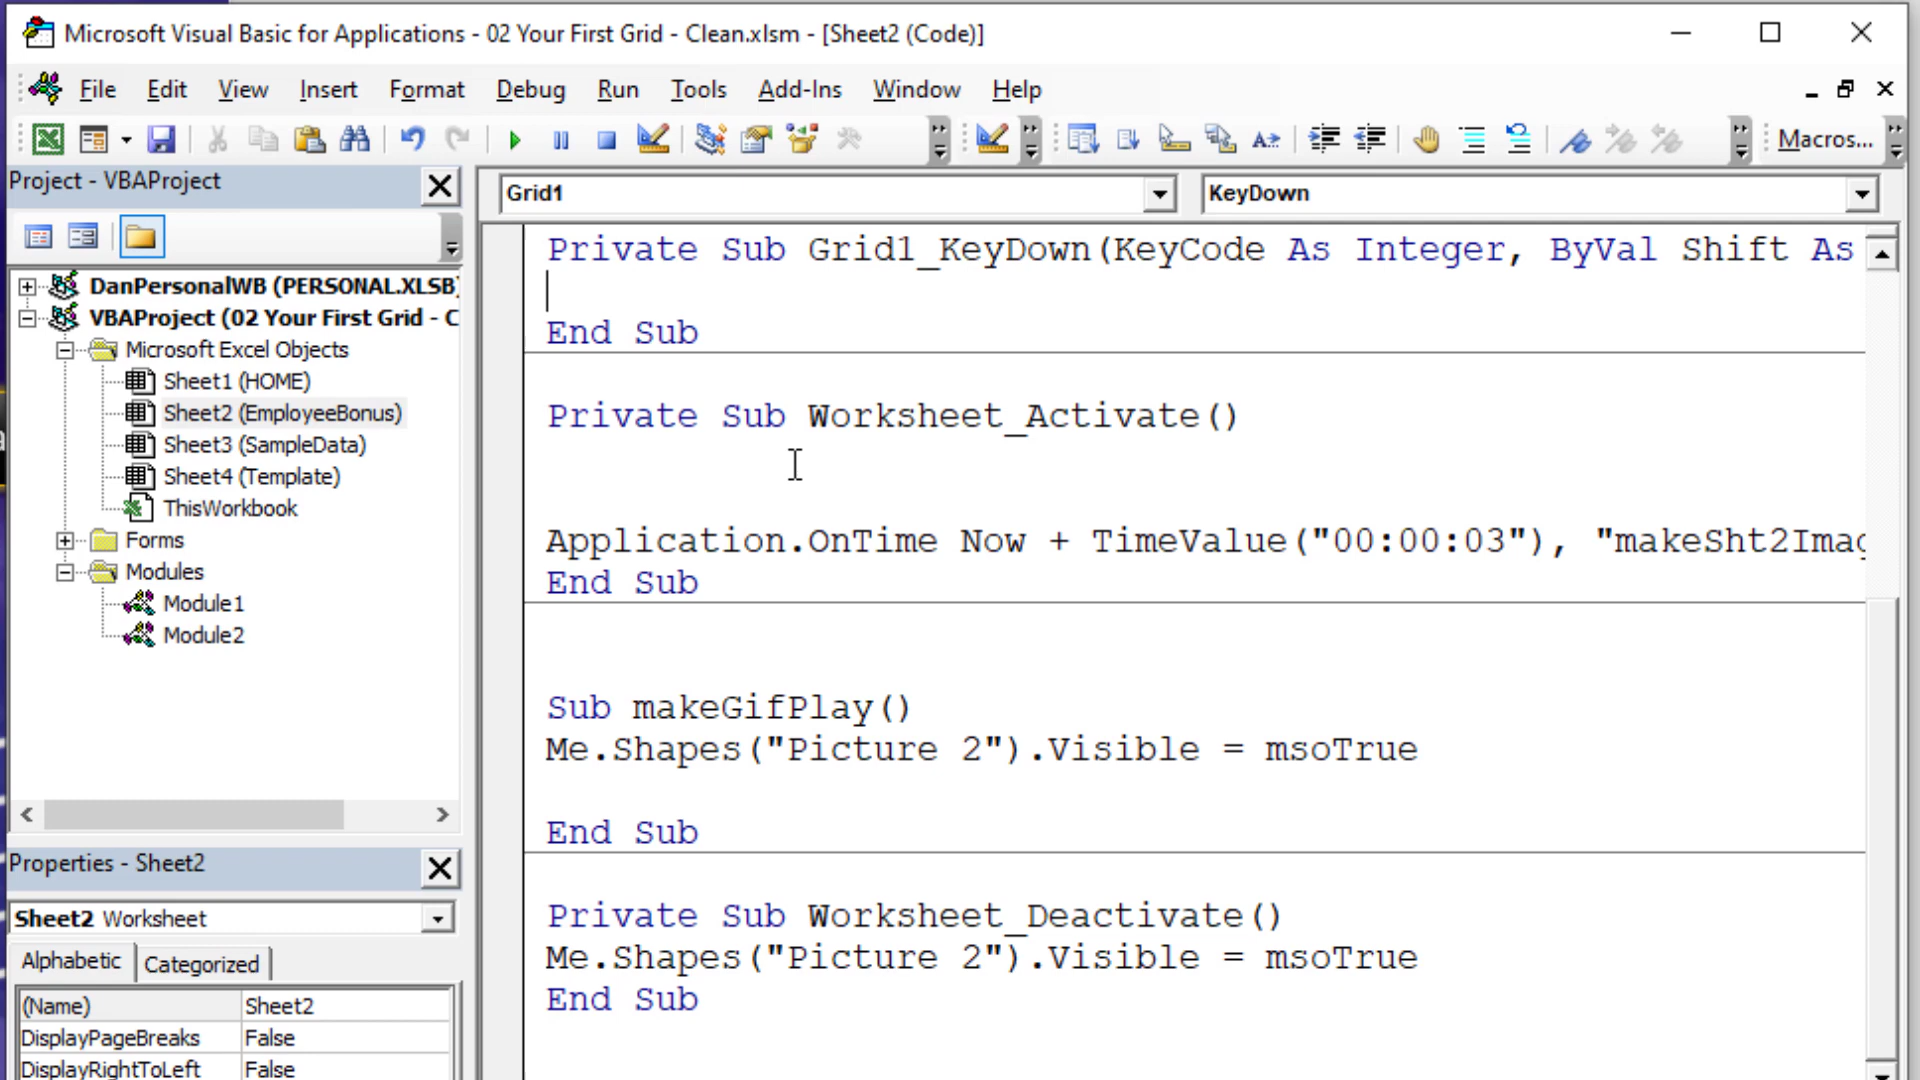 Microsoft Visual Basic for Applications - 02 Your First Grid - Clean.xlsm - [Sheet2 (Code)]
File Edit View Insert Format Debug Run Tools Add-Ins Window Help
Macros...
Project - VBAProject
Grid1
KeyDown
DanPersonalWB (PERSONAL.XLSB)
VBAProject (02 Your First Grid - C
Microsoft Excel Objects
Sheet1 (HOME)
Sheet2 (EmployeeBonus)
Sheet3 (SampleData)
Sheet4 (Template)
ThisWorkbook
Forms
Modules
Module1
Module2
Properties - Sheet2
Sheet2 Worksheet
Alphabetic Categorized
(Name) Sheet2
DisplayPageBreaks False
DisplayRightToLeft False
Private Sub Grid1_KeyDown(KeyCode As Integer, ByVal Shift As
End Sub
Private Sub Worksheet_Activate()
Application.OnTime Now + TimeValue("00:00:03"), "makeSht2Imag
End Sub
Sub makeGifPlay()
Me.Shapes("Picture 2").Visible = msoTrue
End Sub
Private Sub Worksheet_Deactivate()
Me.Shapes("Picture 2").Visible = msoTrue
End Sub